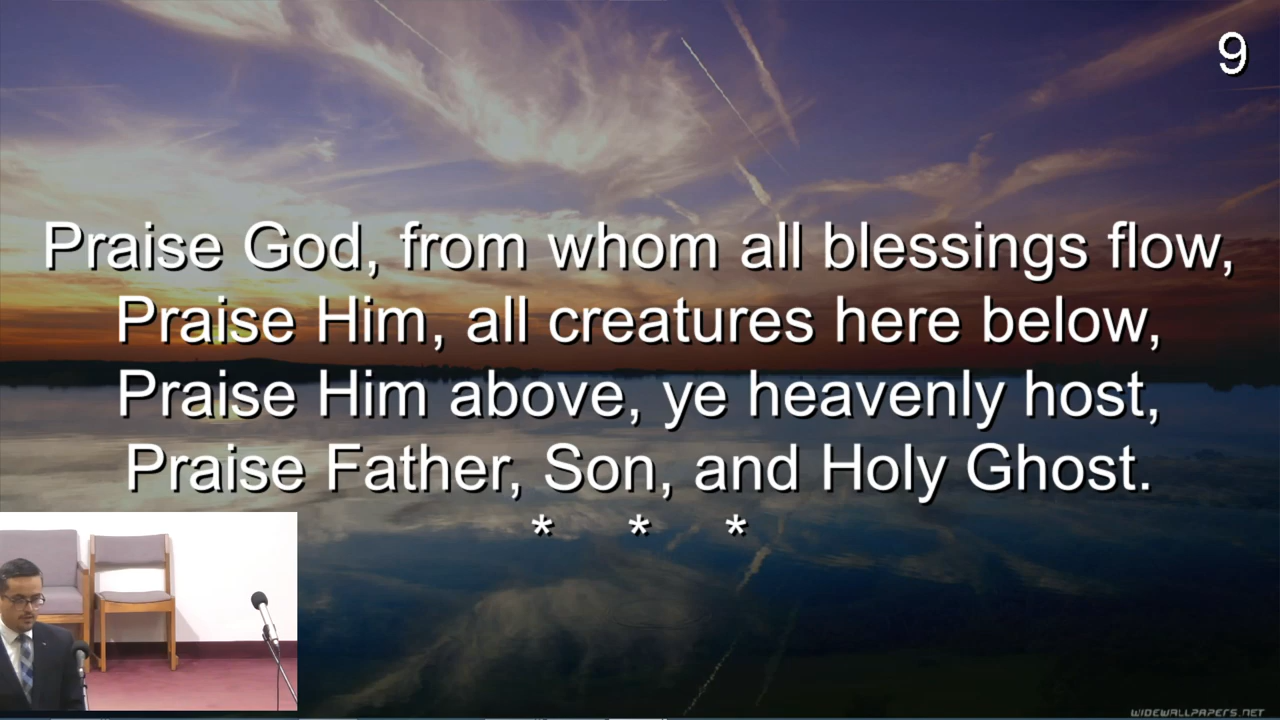 9
Praise God, from whom all blessings flow,
Praise Him, all creatures here below,
Praise Him above, ye heavenly host,
Praise Father, Son, and Holy Ghost.
* * *
WIDEWALLPAPERS.NET